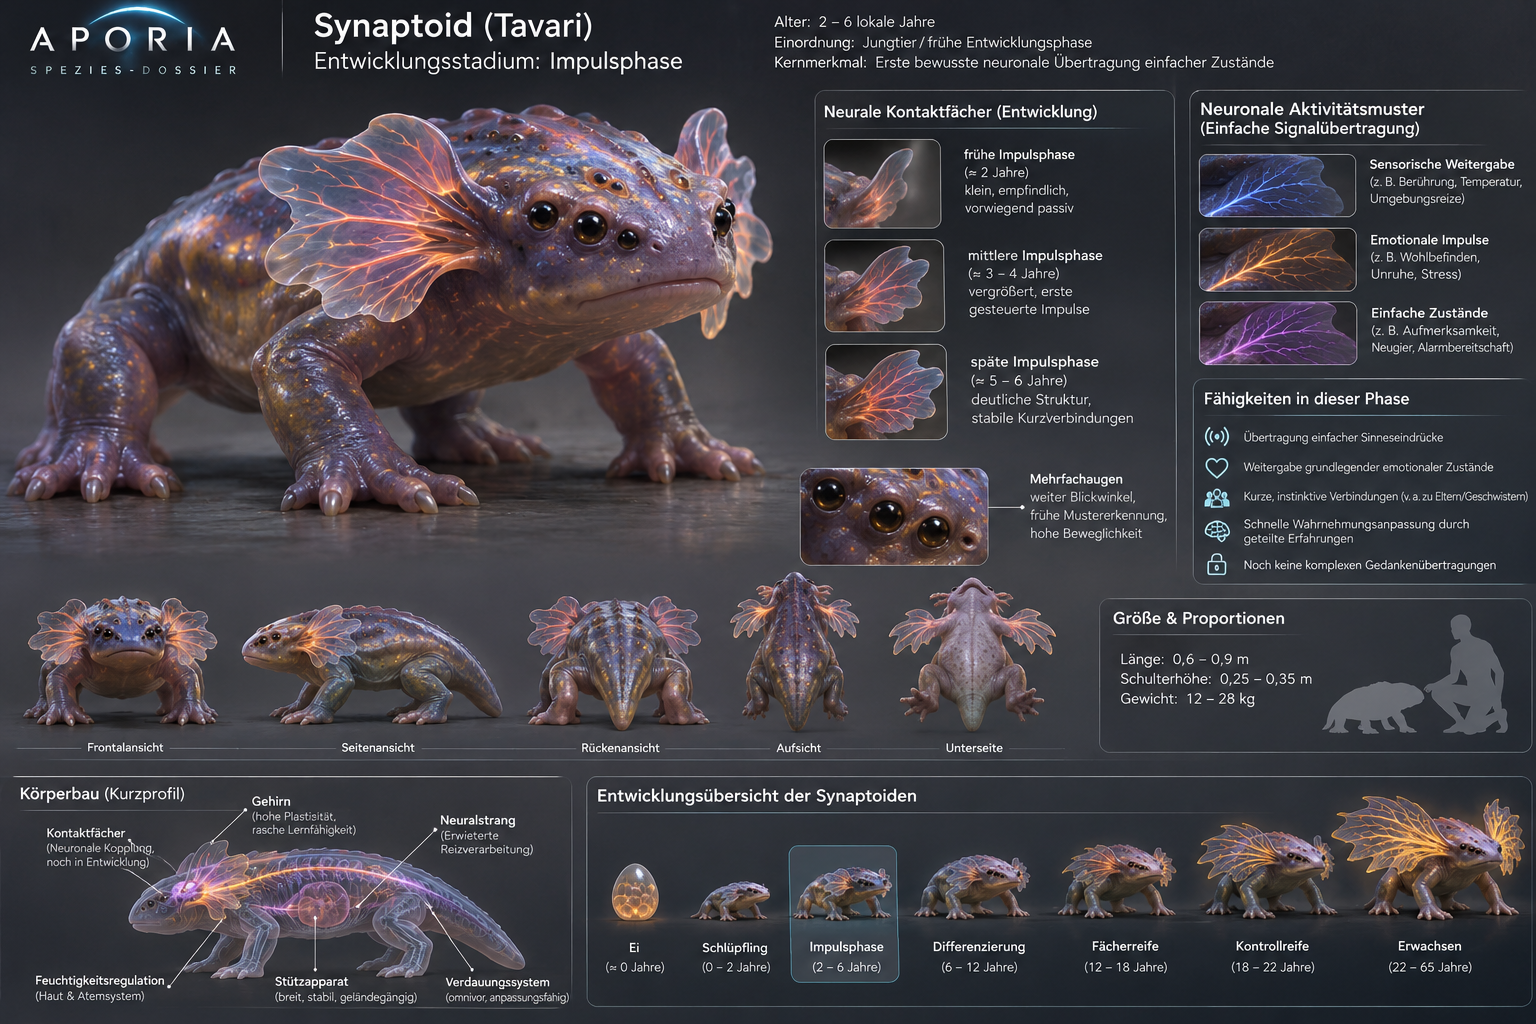 APORIA
SPEZIES-DOSSIER
Synaptoid (Tavari)
Entwicklungsstadium: Impulsphase
Alter: 2 – 6 lokale Jahre
Einordnung: Jungtier / frühe Entwicklungsphase
Kernmerkmal: Erste bewusste neuronale Übertragung einfacher Zustände
Neurale Kontaktfächer (Entwicklung)
frühe Impulsphase
(≈ 2 Jahre)
klein, empfindlich,
vorwiegend passiv
mittlere Impulsphase
(≈ 3 – 4 Jahre)
vergrößert, erste
gesteuerte Impulse
späte Impulsphase
(≈ 5 – 6 Jahre)
deutliche Struktur,
stabile Kurzverbindungen
Mehrfachaugen
weiter Blickwinkel,
frühe Mustererkennung,
hohe Beweglichkeit
Neuronale Aktivitätsmuster
(Einfache Signalübertragung)
Sensorische Weitergabe
(z. B. Berührung, Temperatur,
Umgebungsreize)
Emotionale Impulse
(z. B. Wohlbefinden,
Unruhe, Stress)
Einfache Zustände
(z. B. Aufmerksamkeit,
Neugier, Alarmbereitschaft)
Fähigkeiten in dieser Phase
Übertragung einfacher Sinneseindrücke
Weitergabe grundlegender emotionaler Zustände
Kurze, instinktive Verbindungen (v. a. zu Eltern/Geschwistern)
Schnelle Wahrnehmungsanpassung durch
geteilte Erfahrungen
Noch keine komplexen Gedankenübertragungen
Frontalansicht
Seitenansicht
Rückenansicht
Aufsicht
Unterseite
Größe & Proportionen
Länge: 0,6 – 0,9 m
Schulterhöhe: 0,25 – 0,35 m
Gewicht: 12 – 28 kg
Körperbau (Kurzprofil)
Gehirn
(hohe Plastisität,
rasche Lernfähigkeit)
Kontaktfächer
(Neuronale Kopplung,
noch in Entwicklung)
Neuralstrang
(Erwieterte
Reizverarbeitung)
Feuchtigkeitsregulation
(Haut & Atemsystem)
Stützapparat
(breit, stabil, geländegängig)
Verdauungssystem
(omnivor, anpassungsfähig)
Entwicklungsübersicht der Synaptoiden
Ei
(≈ 0 Jahre)
Schlüpfling
(0 – 2 Jahre)
Impulsphase
(2 – 6 Jahre)
Differenzierung
(6 – 12 Jahre)
Fächerreife
(12 – 18 Jahre)
Kontrollreife
(18 – 22 Jahre)
Erwachsen
(22 – 65 Jahre)